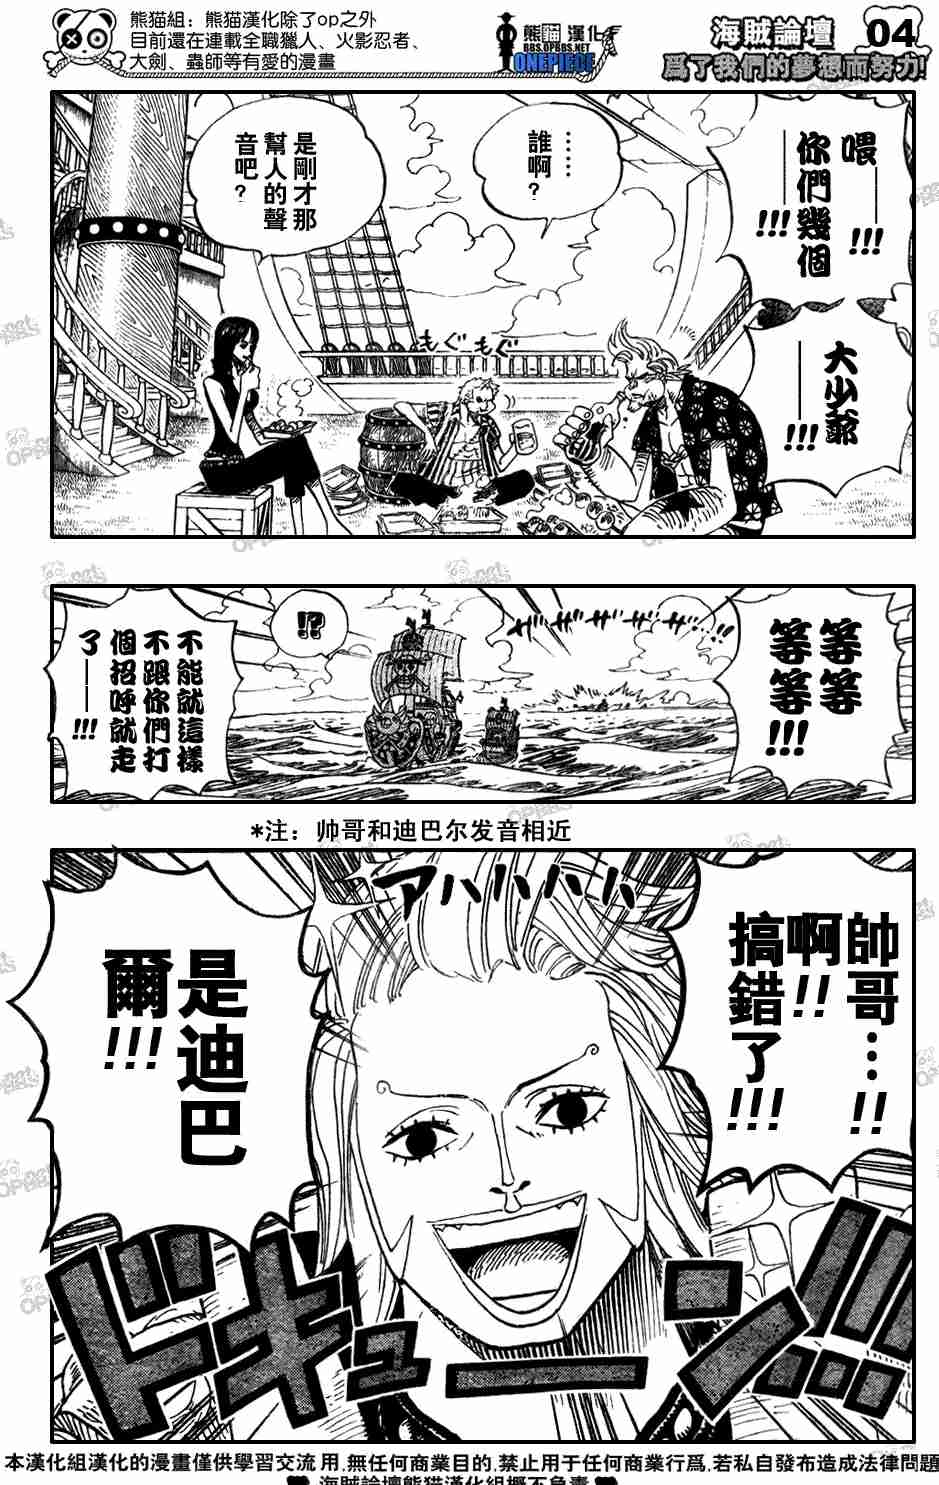 熊猫組：熊猫漢化除了op之外
目前還在連載全職獵人、火影忍者、
大劍、蟲師等有愛的漫畫
熊貓 漢化
BBS.OPBBS.NET
ONEPIECE
海賊論壇
04
爲了我們的夢想而努力!
喂——!!!
你們幾個
——!!!
……
誰啊？
是剛才那
幫人的聲
音吧？
大少爺
——!!!
もぐもぐ
等等
等等
!!!
ザザザザザ…!!
!?
不能就這樣
不跟你們打
個招呼就走
了——!!!
*注：帅哥和迪巴尔发音相近
帥哥…!!
啊!!
搞錯了!!!
アハハハハハ
是迪巴
爾!!!
ドキューン!!!
本漢化組漢化的漫畫僅供學習交流用,無任何商業目的,禁止用于任何商業行爲,若私自發布造成法律問題
海賊論壇熊猫漢化組概不負責